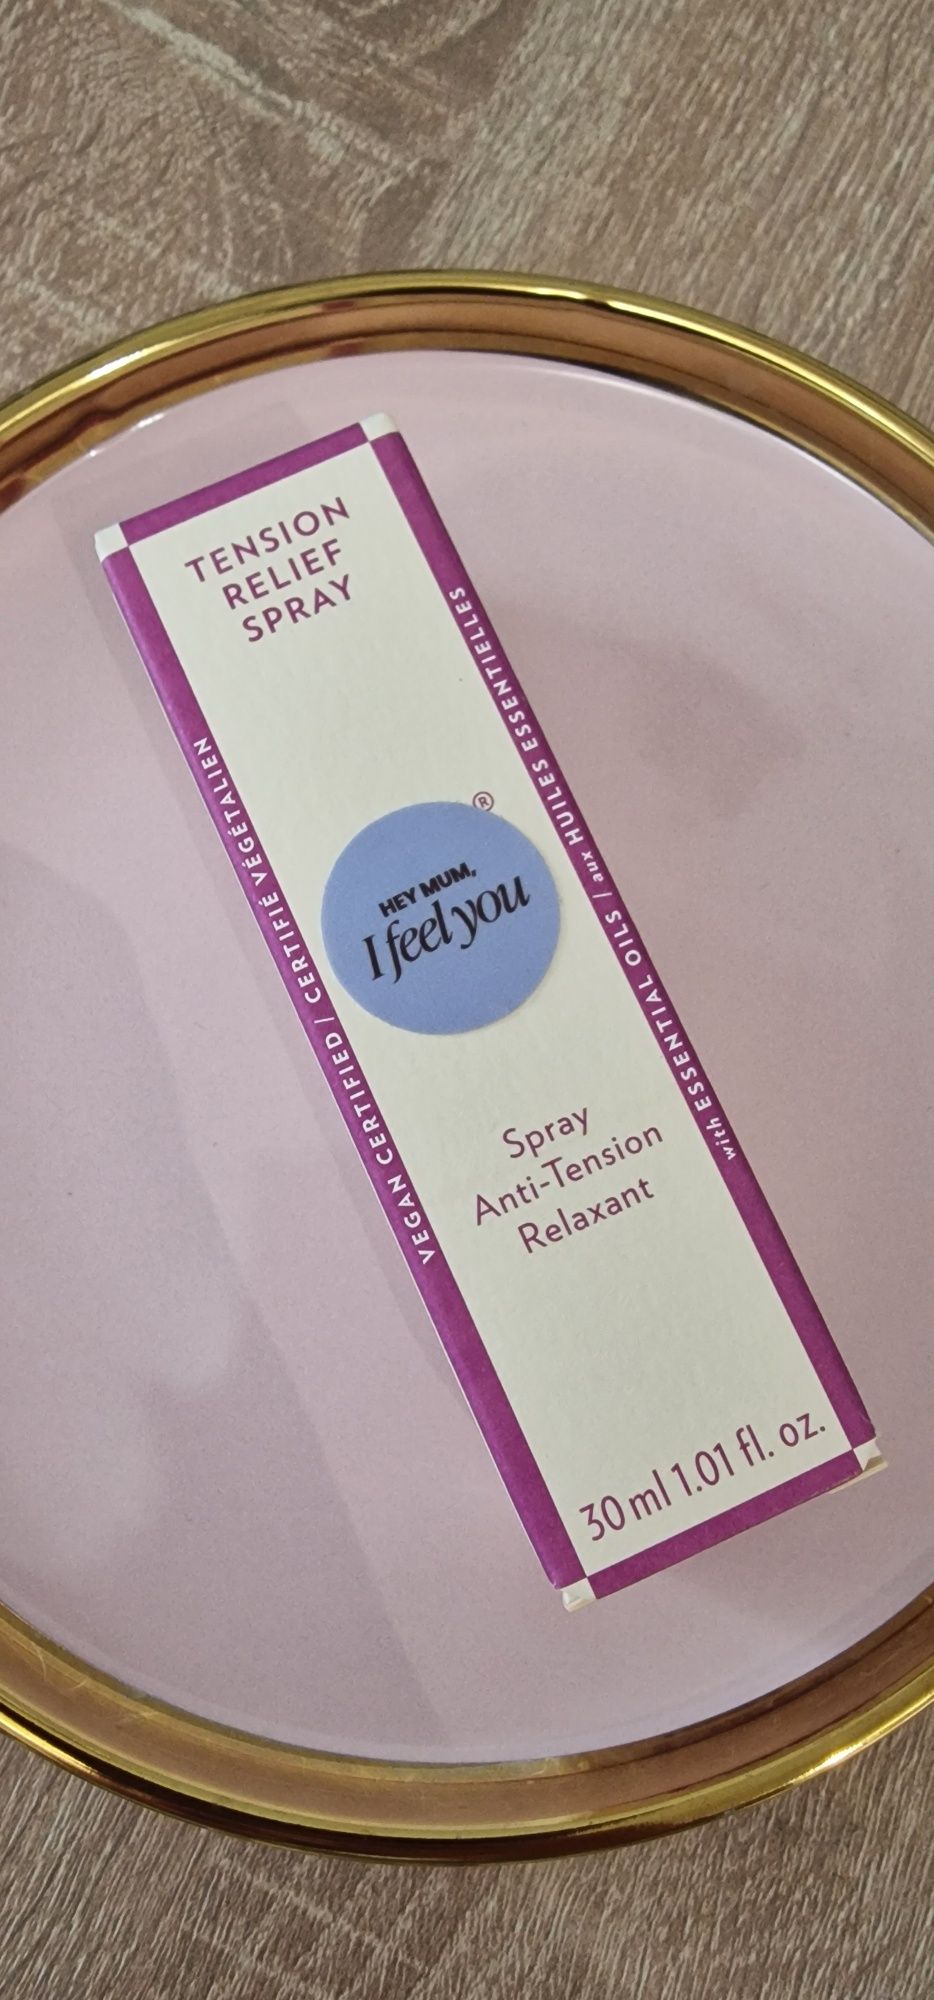 TENSION
RELIEF
SPRAY
®
HEY MUM,
I feel you
Spray
Anti-Tension
Relaxant
30 ml 1.01 fl. oz.
VEGAN CERTIFIED / CERTIFIÉ VÉGÉTALIEN
with ESSENTIAL OILS / aux HUILES ESSENTIELLES